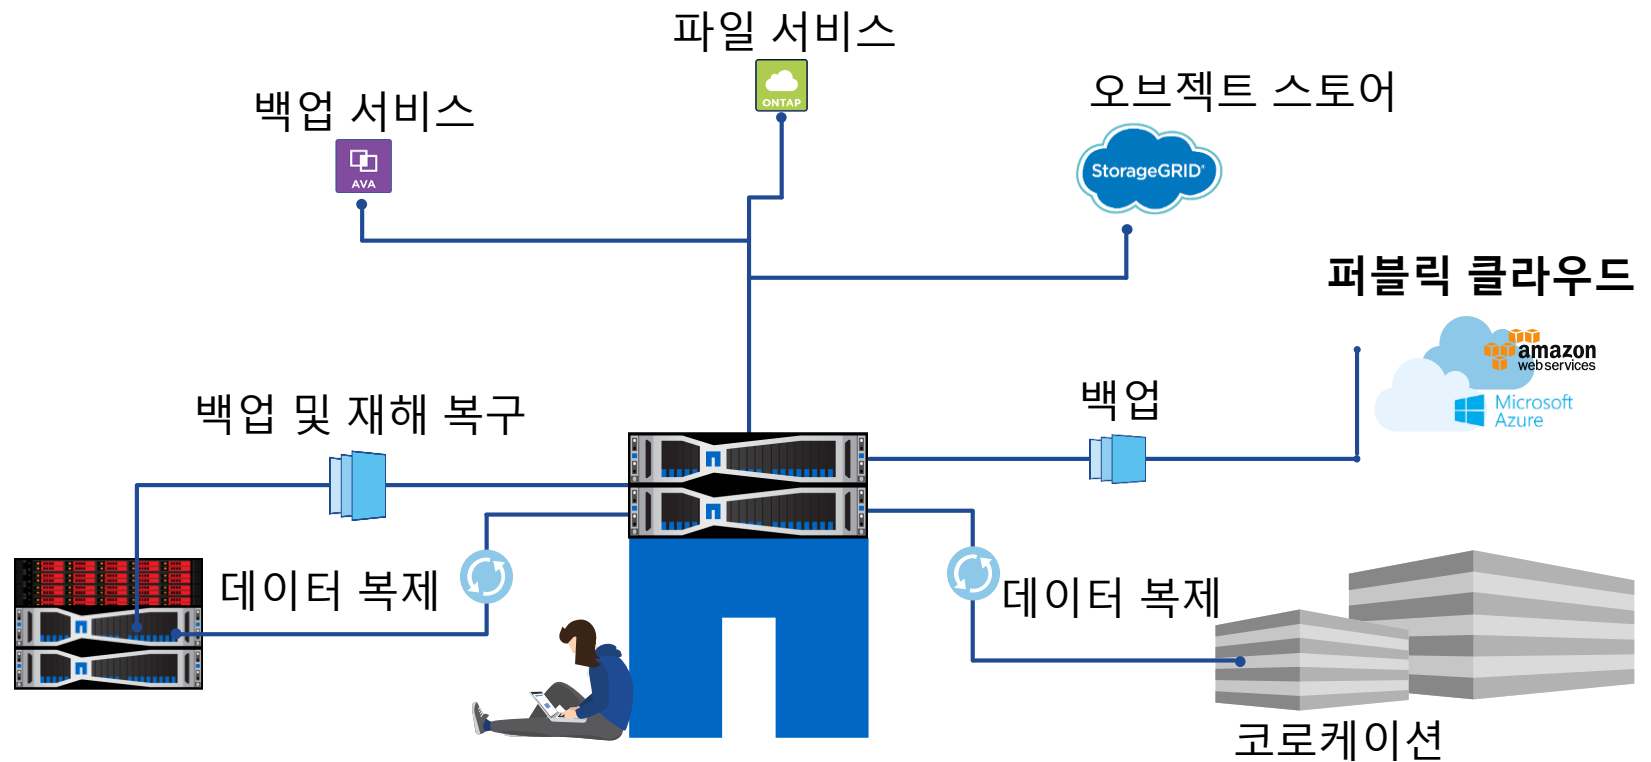 파일 서비스
ONTAP
백업 서비스
AVA
오브젝트 스토어
StorageGRID®
퍼블릭 클라우드
amazon
web services
Microsoft
Azure
백업
백업 및 재해 복구
데이터 복제
데이터 복제
코로케이션